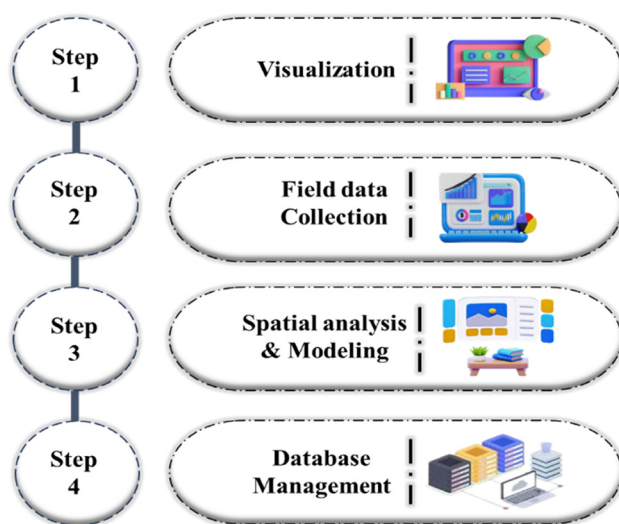 Step
1
Visualization
Step
2
Field data
Collection
Step
3
Spatial analysis
& Modeling
Step
4
Database
Management